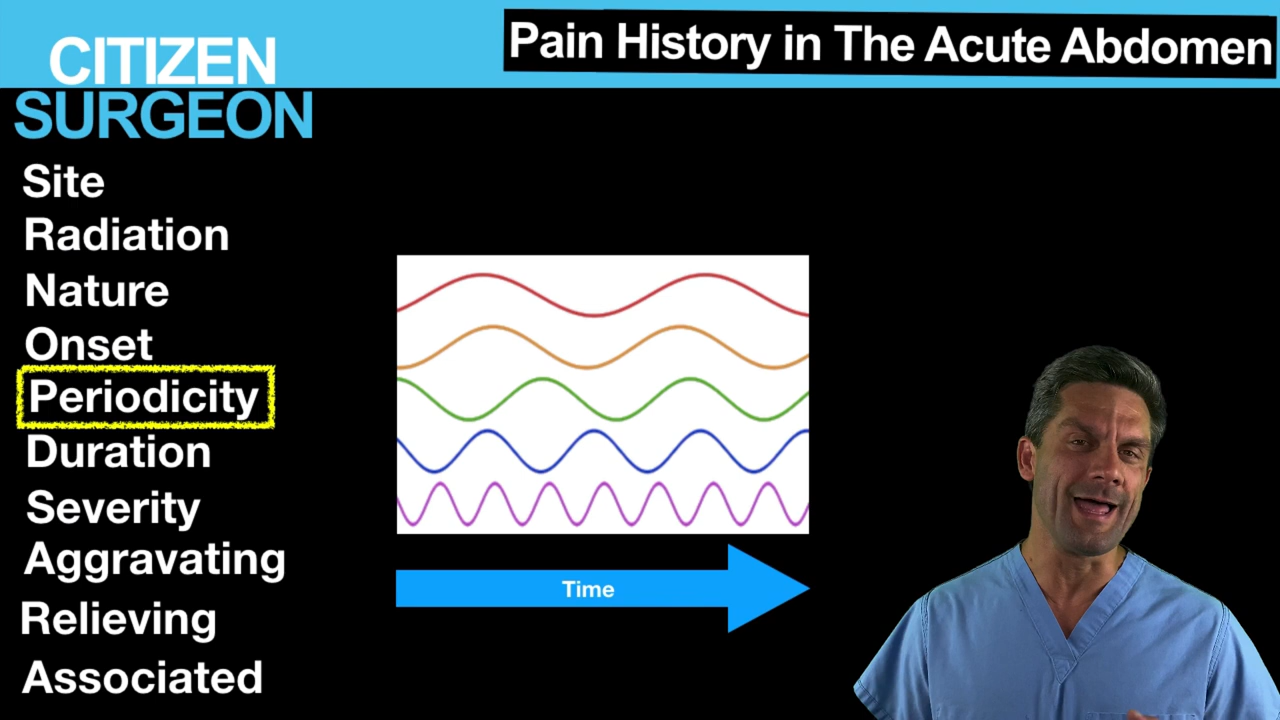 CITIZEN
SURGEON
Pain History in The Acute Abdomen
Site
Radiation
Nature
Onset
Periodicity
Duration
Severity
Aggravating
Relieving
Associated
Time